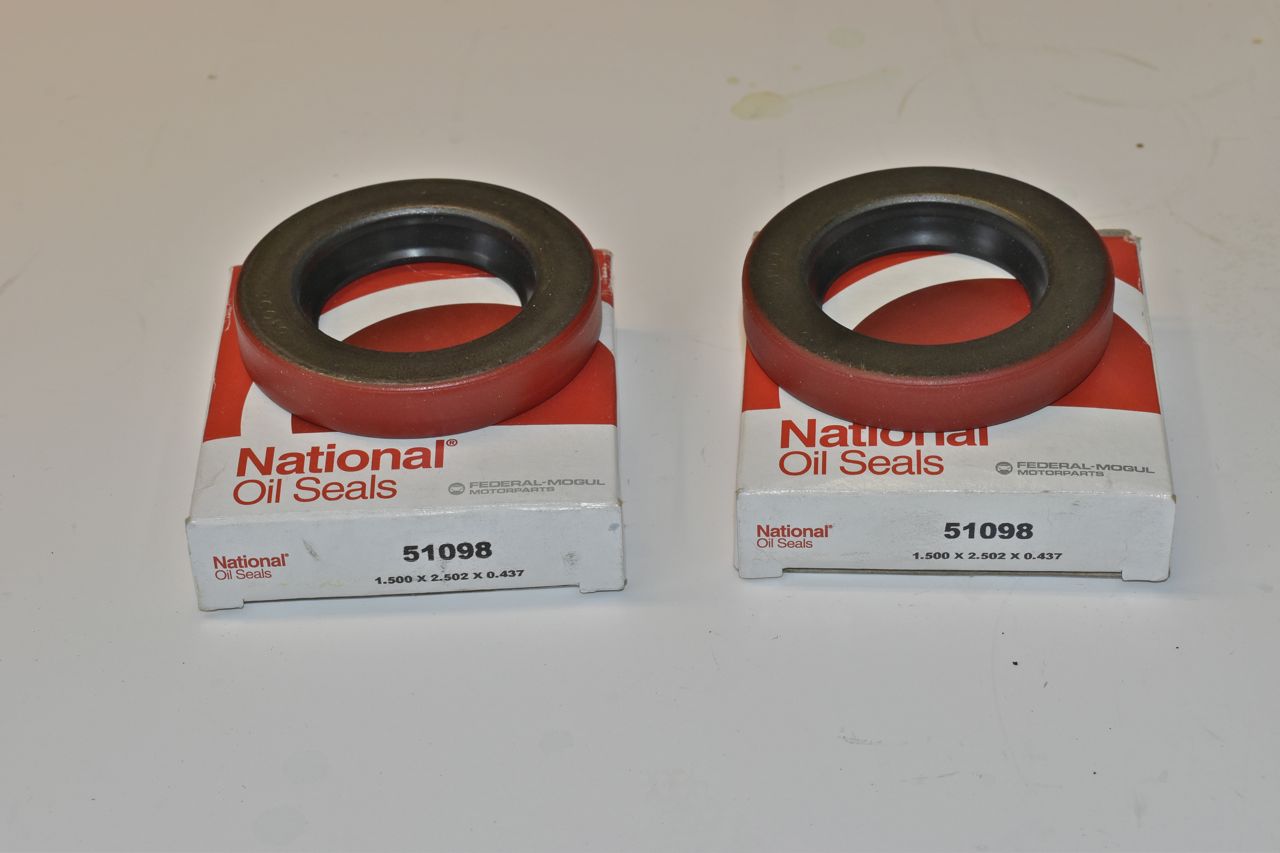 National®
Oil Seals
FEDERAL-MOGUL
MOTORPARTS
National®
Oil Seals
51098
1.500 X 2.502 X 0.437
National
Oil Seals
FEDERAL-MOGUL
MOTORPARTS
National®
Oil Seals
51098
1.500 X 2.502 X 0.437